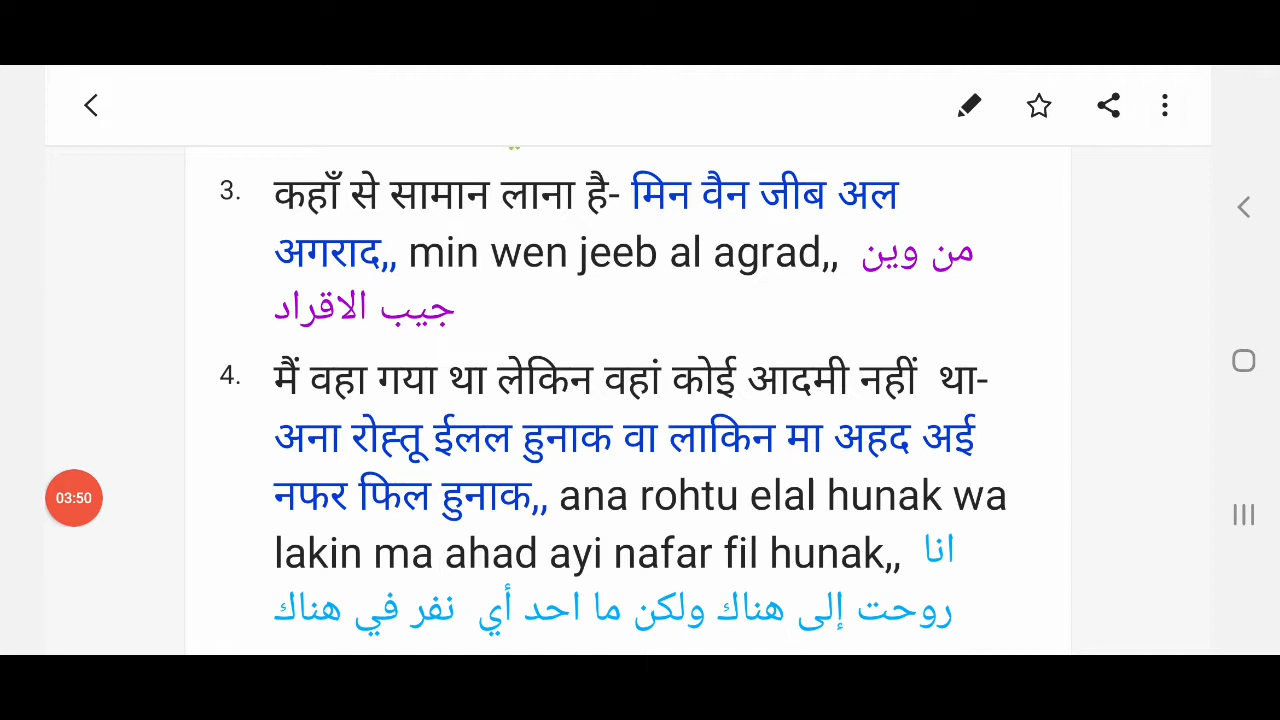 3. कहाँ से सामान लाना है- मिन वैन जीब अल
अगराद,, min wen jeeb al agrad,, من وين
جيب الاقراد
4. मैं वहा गया था लेकिन वहां कोई आदमी नहीं था-
अना रोह्तू ईलल हुनाक वा लाकिन मा अहद अई
नफर फिल हुनाक,, ana rohtu elal hunak wa
lakin ma ahad ayi nafar fil hunak,, انا
روحت إلى هناك ولكن ما احد أي نفر في هناك
03:50